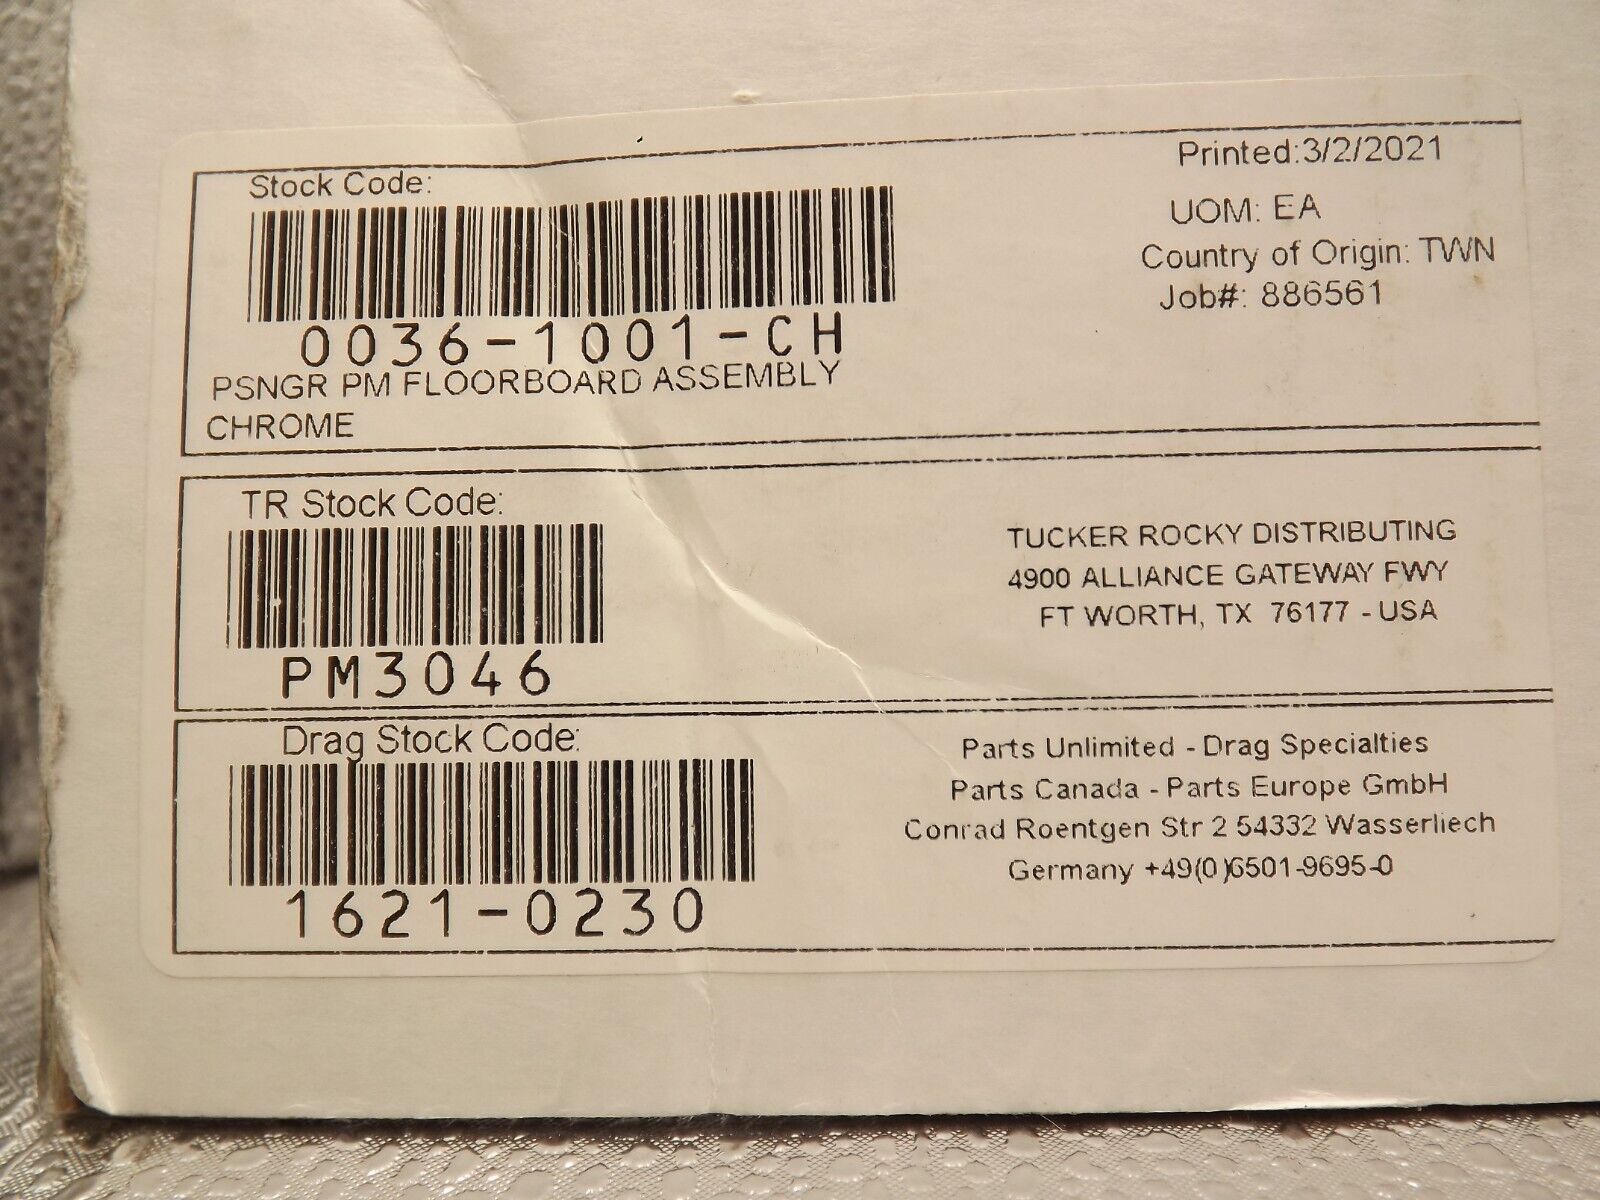 Stock Code:
0036-1001-CH
PSNGR PM FLOORBOARD ASSEMBLY
CHROME
Printed:3/2/2021
UOM: EA
Country of Origin: TWN
Job#: 886561
TR Stock Code:
PM3046
TUCKER ROCKY DISTRIBUTING
4900 ALLIANCE GATEWAY FWY
FT WORTH, TX 76177 - USA
Drag Stock Code:
1621-0230
Parts Unlimited - Drag Specialties
Parts Canada - Parts Europe GmbH
Conrad Roentgen Str 2 54332 Wasserliech
Germany +49(0)6501-9695-0